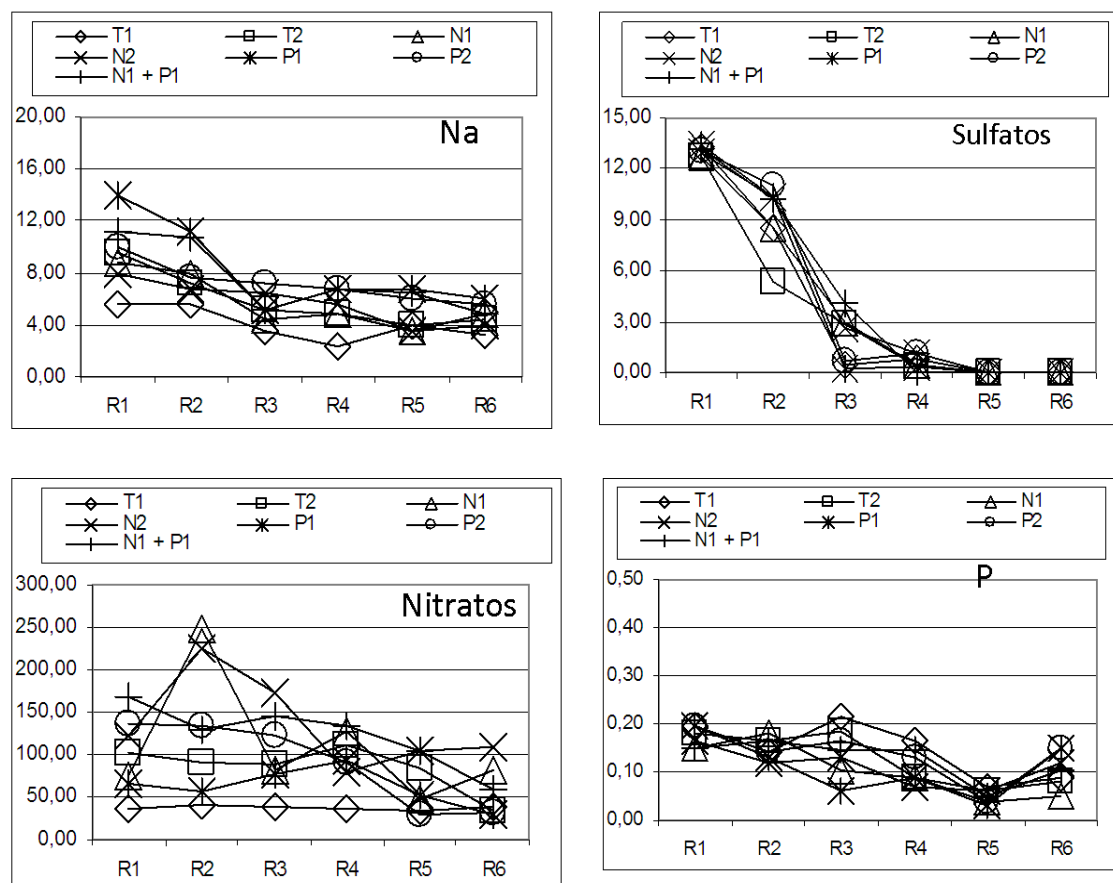 T1 T2 N1
N2 P1 P2
N1 + P1
20,00
Na
16,00
12,00
8,00
4,00
0,00
R1 R2 R3 R4 R5 R6
T1 T2 N1
N2 P1 P2
N1 + P1
15,00
Sulfatos
12,00
9,00
6,00
3,00
0,00
R1 R2 R3 R4 R5 R6
T1 T2 N1
N2 P1 P2
N1 + P1
300,00
Nitratos
250,00
200,00
150,00
100,00
50,00
0,00
R1 R2 R3 R4 R5 R6
T1 T2 N1
N2 P1 P2
N1 + P1
P
0,50
0,40
0,30
0,20
0,10
0,00
R1 R2 R3 R4 R5 R6